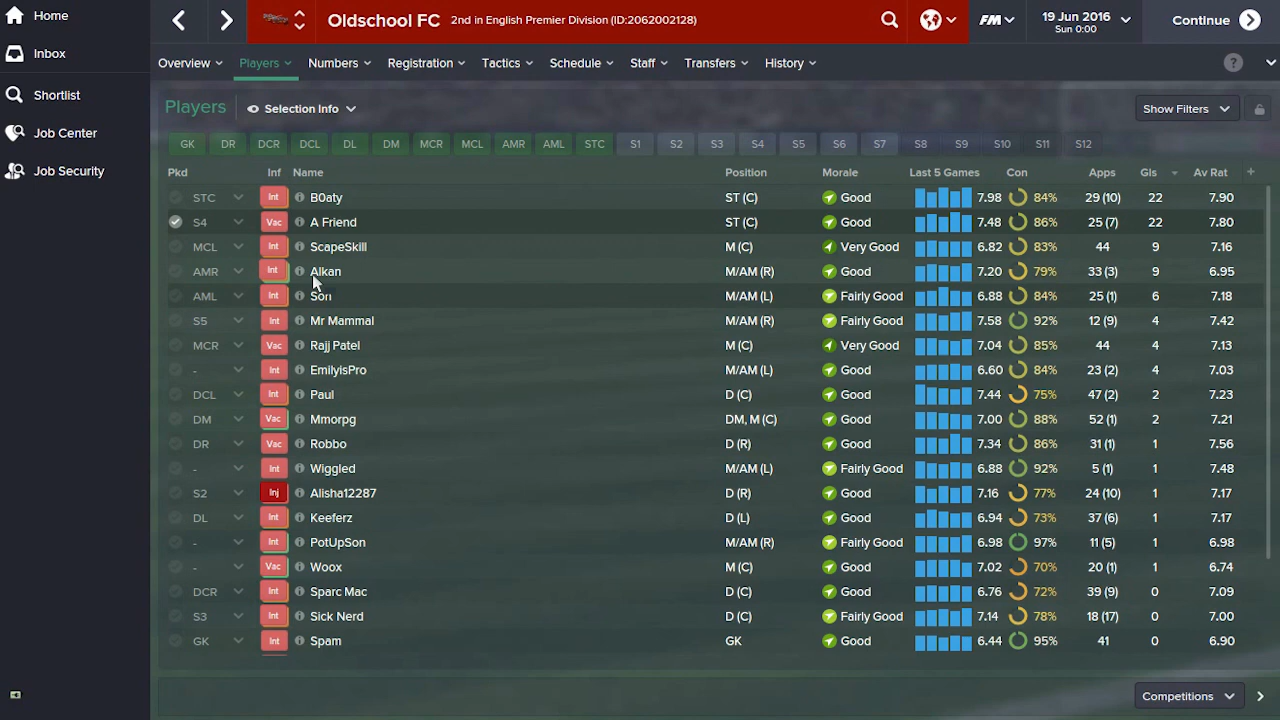 Home
Inbox
Shortlist
Job Center
Job Security
Oldschool FC 2nd in English Premier Division (ID:2062002128) FM 19 Jun 2016 Sun 0:00 Continue
Overview Players Numbers Registration Tactics Schedule Staff Transfers History ?
Players Selection Info Show Filters
GK DR DCR DCL DL DM MCR MCL AMR AML STC S1 S2 S3 S4 S5 S6 S7 S8 S9 S10 S11 S12
Pkd Inf Name Position Morale Last 5 Games Con Apps Gls Av Rat +
STC Int B0aty ST (C) Good 7.98 84% 29 (10) 22 7.90
S4 Vac A Friend ST (C) Good 7.48 86% 25 (7) 22 7.80
MCL Int ScapeSkill M (C) Very Good 6.82 83% 44 9 7.16
AMR Int Alkan M/AM (R) Good 7.20 79% 33 (3) 9 6.95
AML Int Son M/AM (L) Fairly Good 6.88 84% 25 (1) 6 7.18
S5 Int Mr Mammal M/AM (R) Fairly Good 7.58 92% 12 (9) 4 7.42
MCR Vac Rajj Patel M (C) Very Good 7.04 85% 44 4 7.13
- Int EmilyisPro M/AM (L) Good 6.60 84% 23 (2) 4 7.03
DCL Int Paul D (C) Good 7.44 75% 47 (2) 2 7.23
DM Vac Mmorpg DM, M (C) Good 7.00 88% 52 (1) 2 7.21
DR Vac Robbo D (R) Good 7.34 86% 31 (1) 1 7.56
- Int Wiggled M/AM (L) Fairly Good 6.88 92% 5 (1) 1 7.48
S2 Inj Alisha12287 D (R) Good 7.16 77% 24 (10) 1 7.17
DL Int Keeferz D (L) Good 6.94 73% 37 (6) 1 7.17
- Int PotUpSon M/AM (R) Fairly Good 6.98 97% 11 (5) 1 6.98
- Vac Woox M (C) Good 7.02 70% 20 (1) 1 6.74
DCR Int Sparc Mac D (C) Good 6.76 72% 39 (9) 0 7.09
S3 Int Sick Nerd D (C) Fairly Good 7.14 78% 18 (17) 0 7.00
GK Int Spam GK Good 6.44 95% 41 0 6.90
Competitions